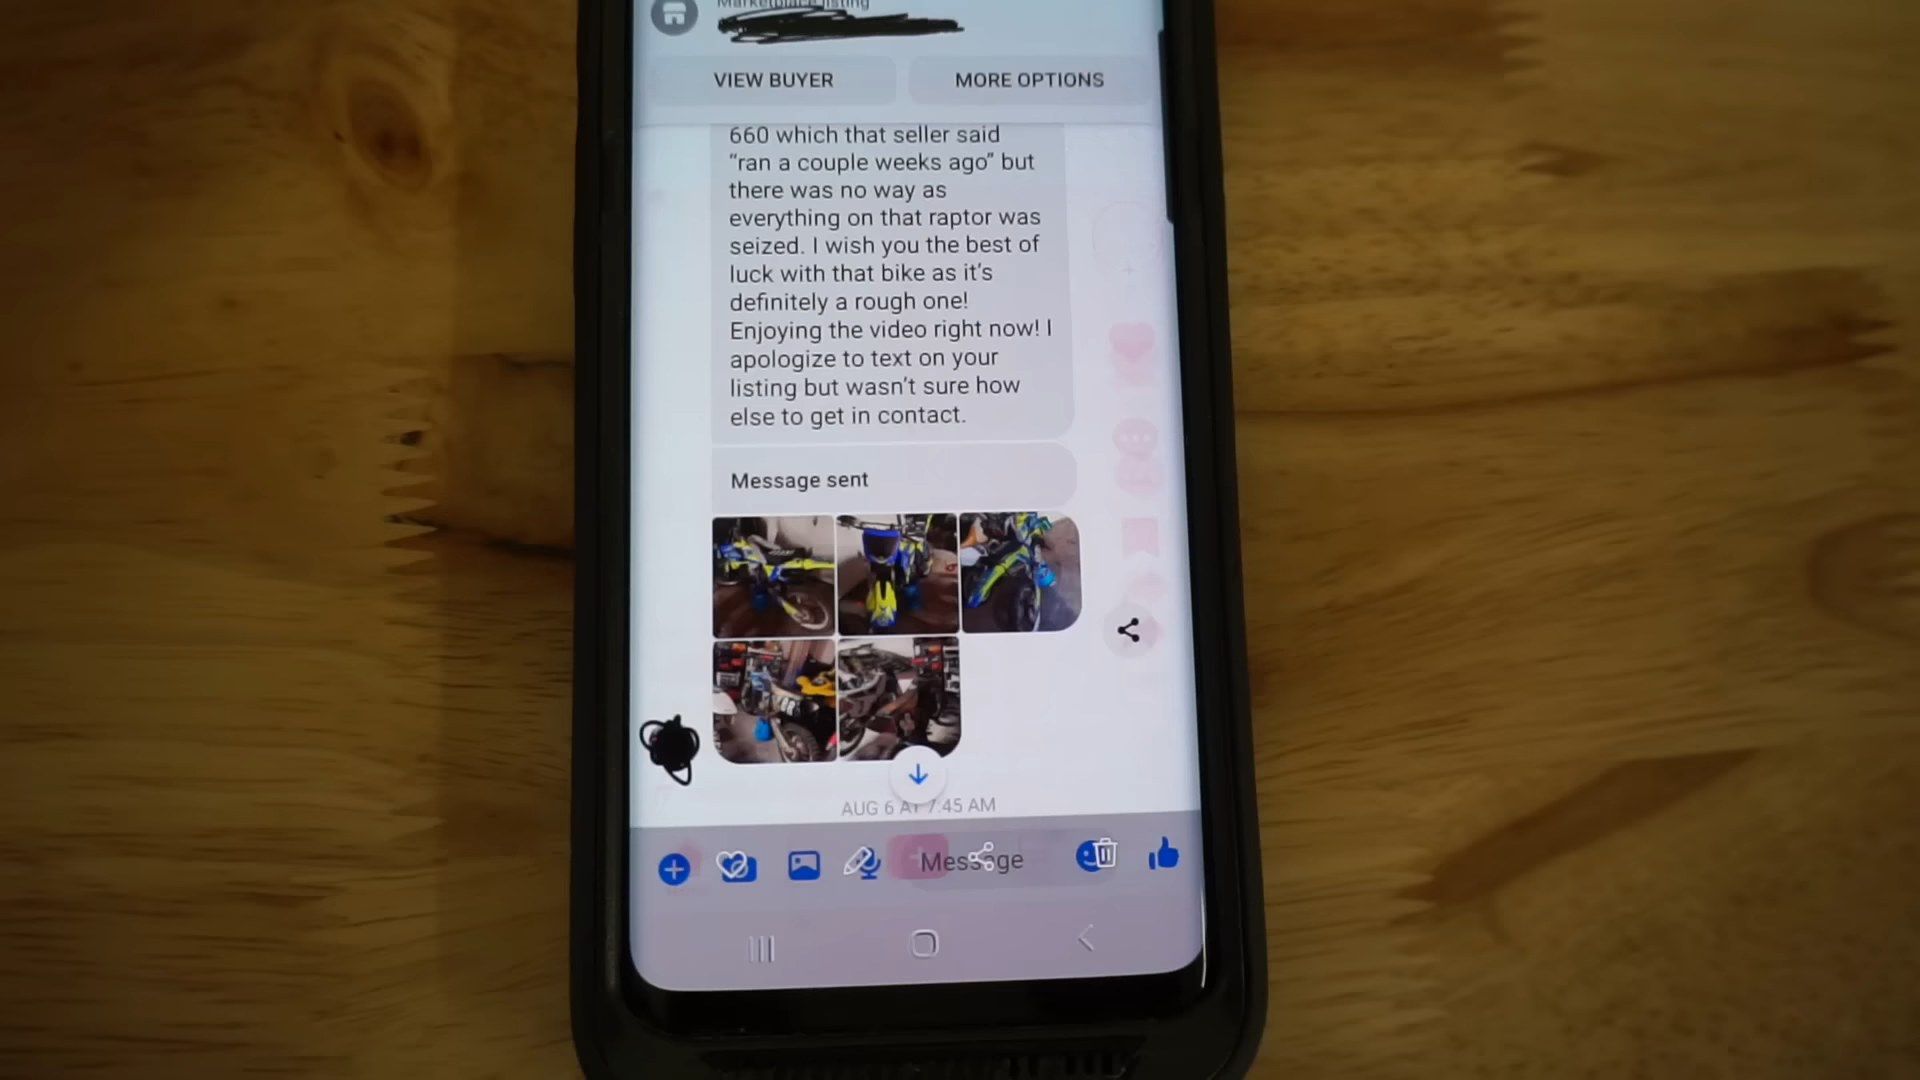 Marketplace listing
VIEW BUYER
MORE OPTIONS
660 which that seller said
“ran a couple weeks ago” but
there was no way as
everything on that raptor was
seized. I wish you the best of
luck with that bike as it's
definitely a rough one!
Enjoying the video right now! I
apologize to text on your
listing but wasn't sure how
else to get in contact.
Message sent
AUG 6 AT 7:45 AM
Message